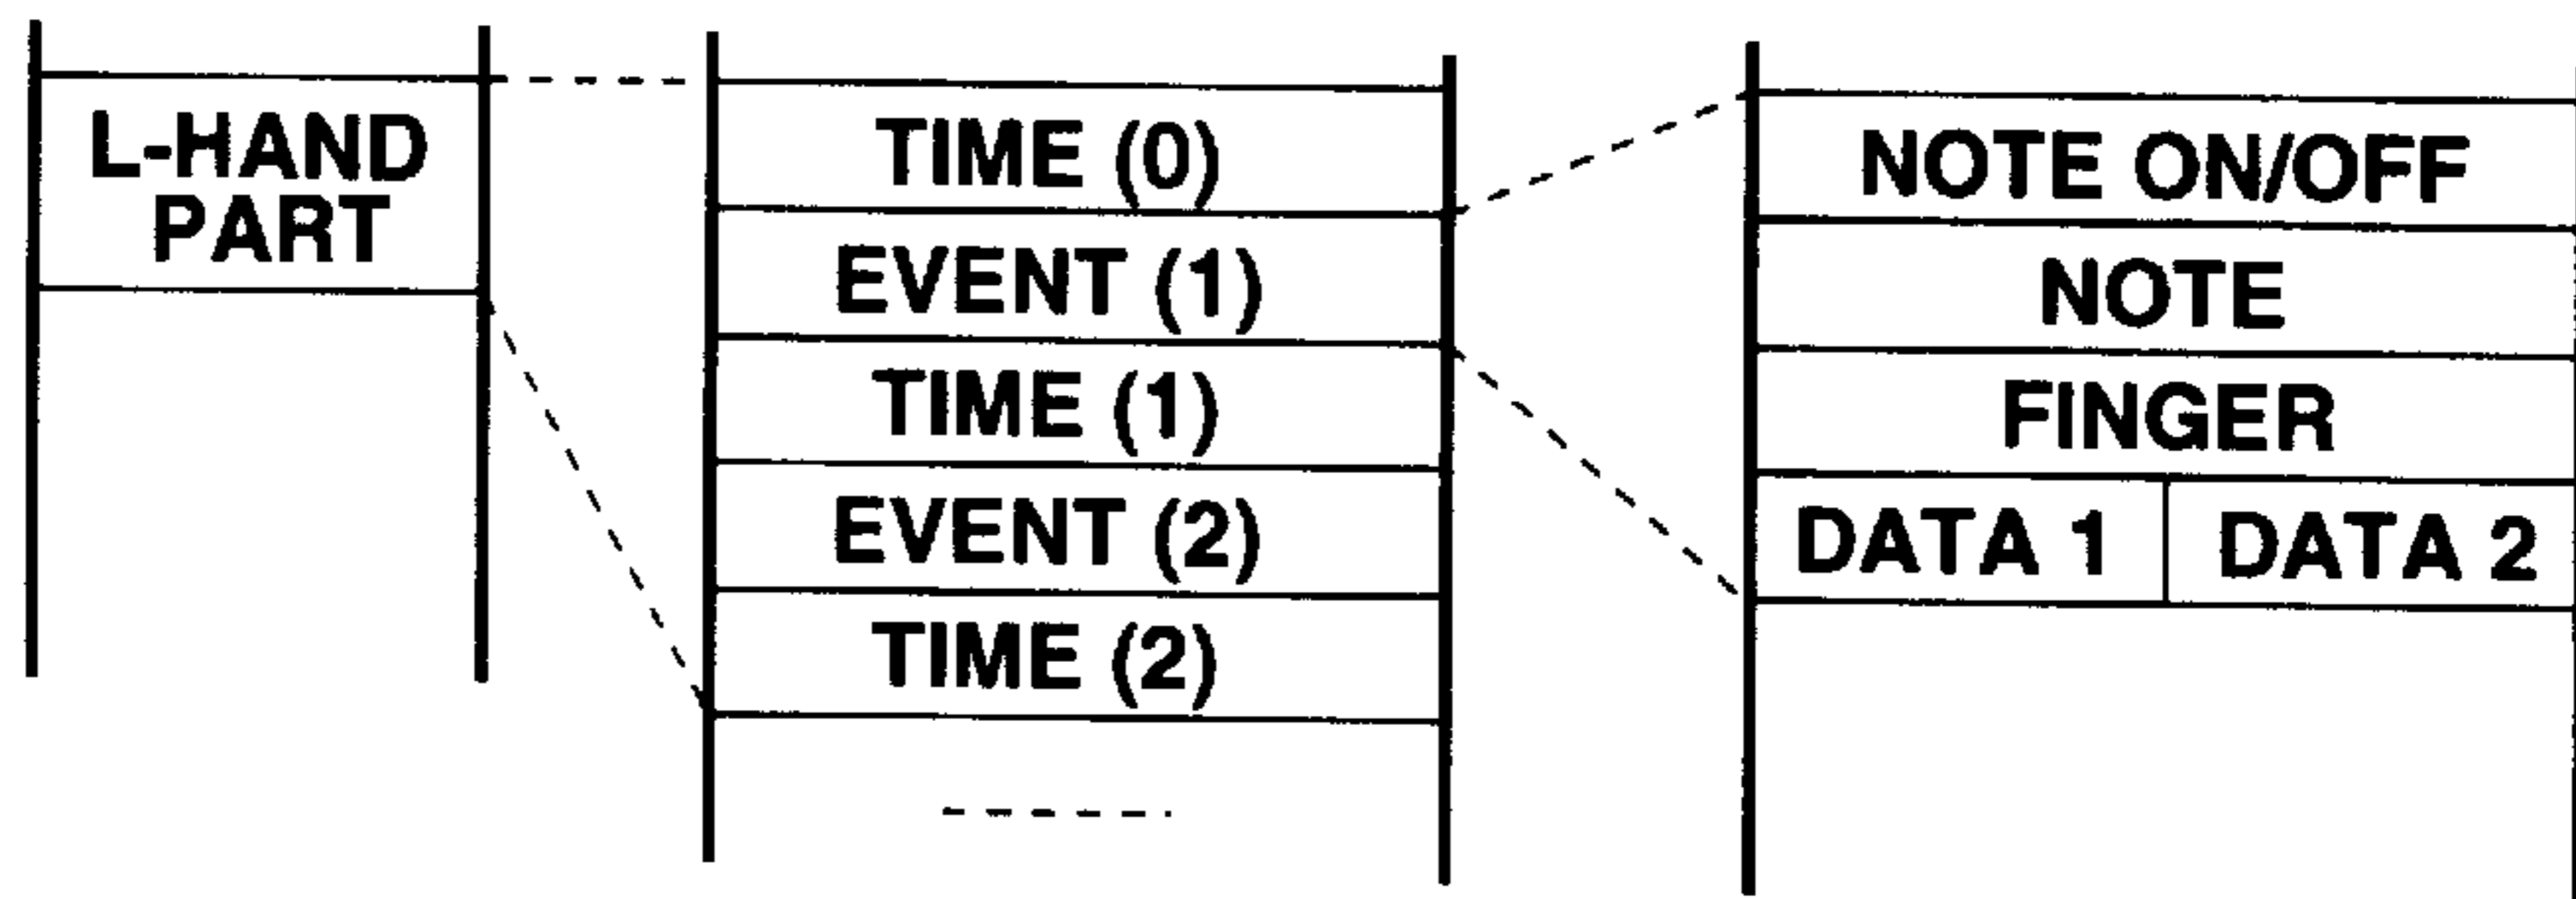 L-HAND
PART
TIME (0)
EVENT (1)
TIME (1)
EVENT (2)
TIME (2)
NOTE ON/OFF
NOTE
FINGER
DATA 1 DATA 2